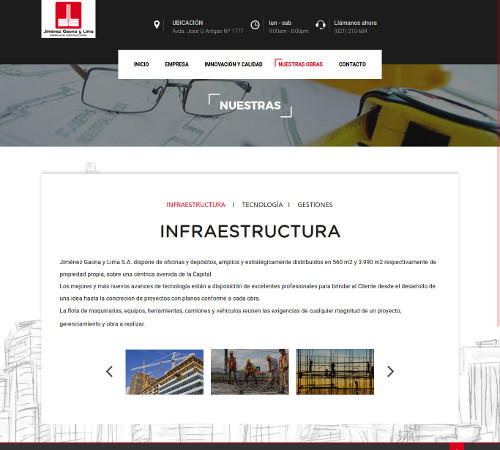 Jiménez Gaona y Lima
UBICACIÓN
Avda. José G Artigas Nº 1777
lun - sab
9:00am - 8:00pm
Llámanos ahora
(021) 210-684
INICIO EMPRESA INNOVACIÓN Y CALIDAD NUESTRAS OBRAS CONTACTO
NUESTRAS
INFRAESTRUCTURA | TECNOLOGÍA | GESTIONES
INFRAESTRUCTURA
Jiménez Gaona y Lima S.A. dispone de oficinas y depósitos, amplios y estratégicamente distribuidos en 560 m2 y 3.990 m2 respectivamente de
propiedad propia, sobre una céntrica avenida de la Capital.
Los mejores y más nuevos avances de tecnología están a disposición de excelentes profesionales para brindar al Cliente desde el desarrollo de
una idea hasta la concreción de proyectos con planos conforme a cada obra.
La flota de maquinarias, equipos, herramientas, camiones y vehículos reúnen las exigencias de cualquier magnitud de un proyecto,
gerenciamiento y obra a realizar.